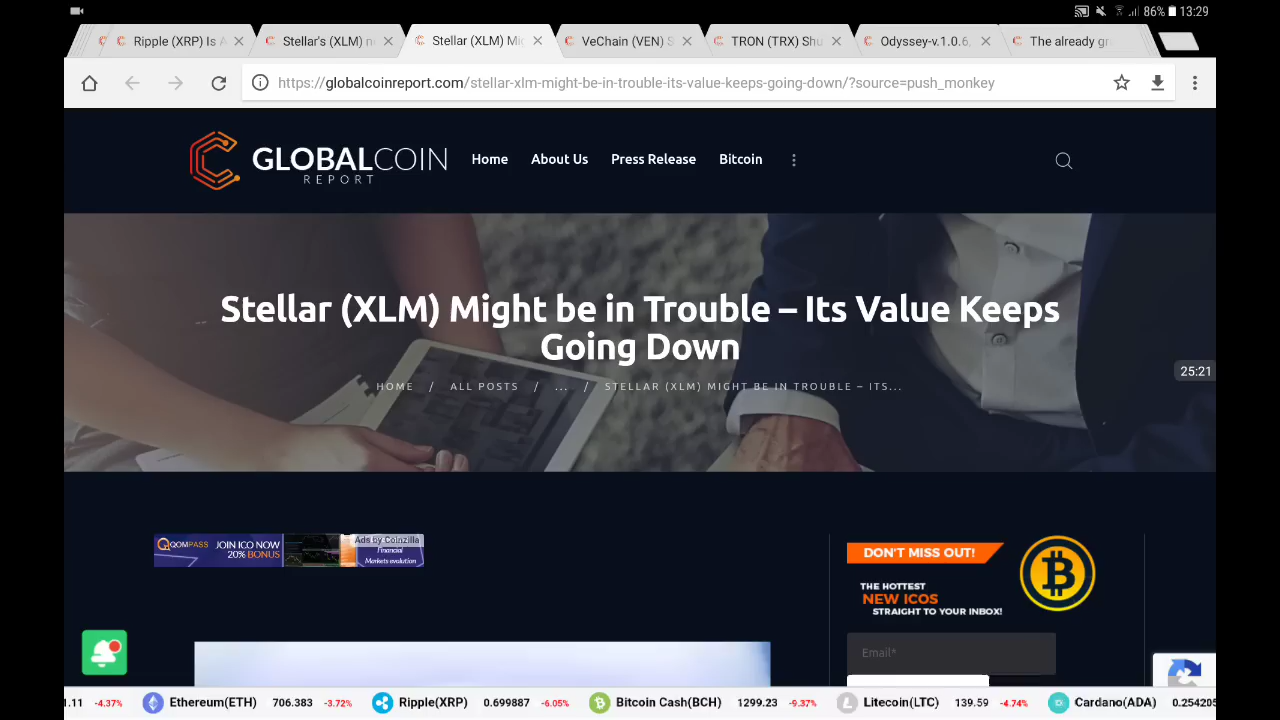 86% 13:29
Ripple (XRP) Is A
Stellar's (XLM) n
Stellar (XLM) Mig
VeChain (VEN) S
TRON (TRX) Shu
Odyssey-v.1.0.6,
The already gr
https://globalcoinreport.com/stellar-xlm-might-be-in-trouble-its-value-keeps-going-down/?source=push_monkey
GLOBALCOIN
REPORT
Home About Us Press Release Bitcoin
Stellar (XLM) Might be in Trouble – Its Value Keeps
Going Down
HOME / ALL POSTS / ... / STELLAR (XLM) MIGHT BE IN TROUBLE – ITS...
25:21
QOMPASS
JOIN ICO NOW
20% BONUS
Ads by Coinzilla
Financial
Markets evolution
DON'T MISS OUT!
THE HOTTEST
NEW ICOS
STRAIGHT TO YOUR INBOX!
Email*
1.11 -4.37% Ethereum(ETH) 706.383 -3.72% Ripple(XRP) 0.699887 -6.05% Bitcoin Cash(BCH) 1299.23 -9.37% Litecoin(LTC) 139.59 -4.74% Cardano(ADA) 0.254205